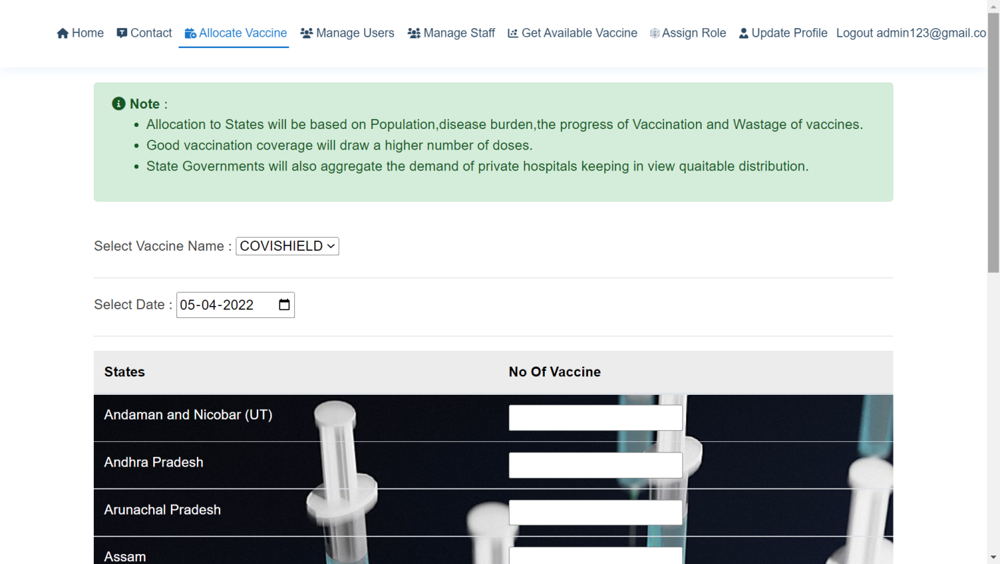 Home Contact Allocate Vaccine Manage Users Manage Staff Get Available Vaccine Assign Role Update Profile Logout admin123@gmail.co
Note :
Allocation to States will be based on Population,disease burden,the progress of Vaccination and Wastage of vaccines.
Good vaccination coverage will draw a higher number of doses.
State Governments will also aggregate the demand of private hospitals keeping in view quaitable distribution.
Select Vaccine Name : COVISHIELD
Select Date : 05-04-2022
States No Of Vaccine
Andaman and Nicobar (UT)
Andhra Pradesh
Arunachal Pradesh
Assam